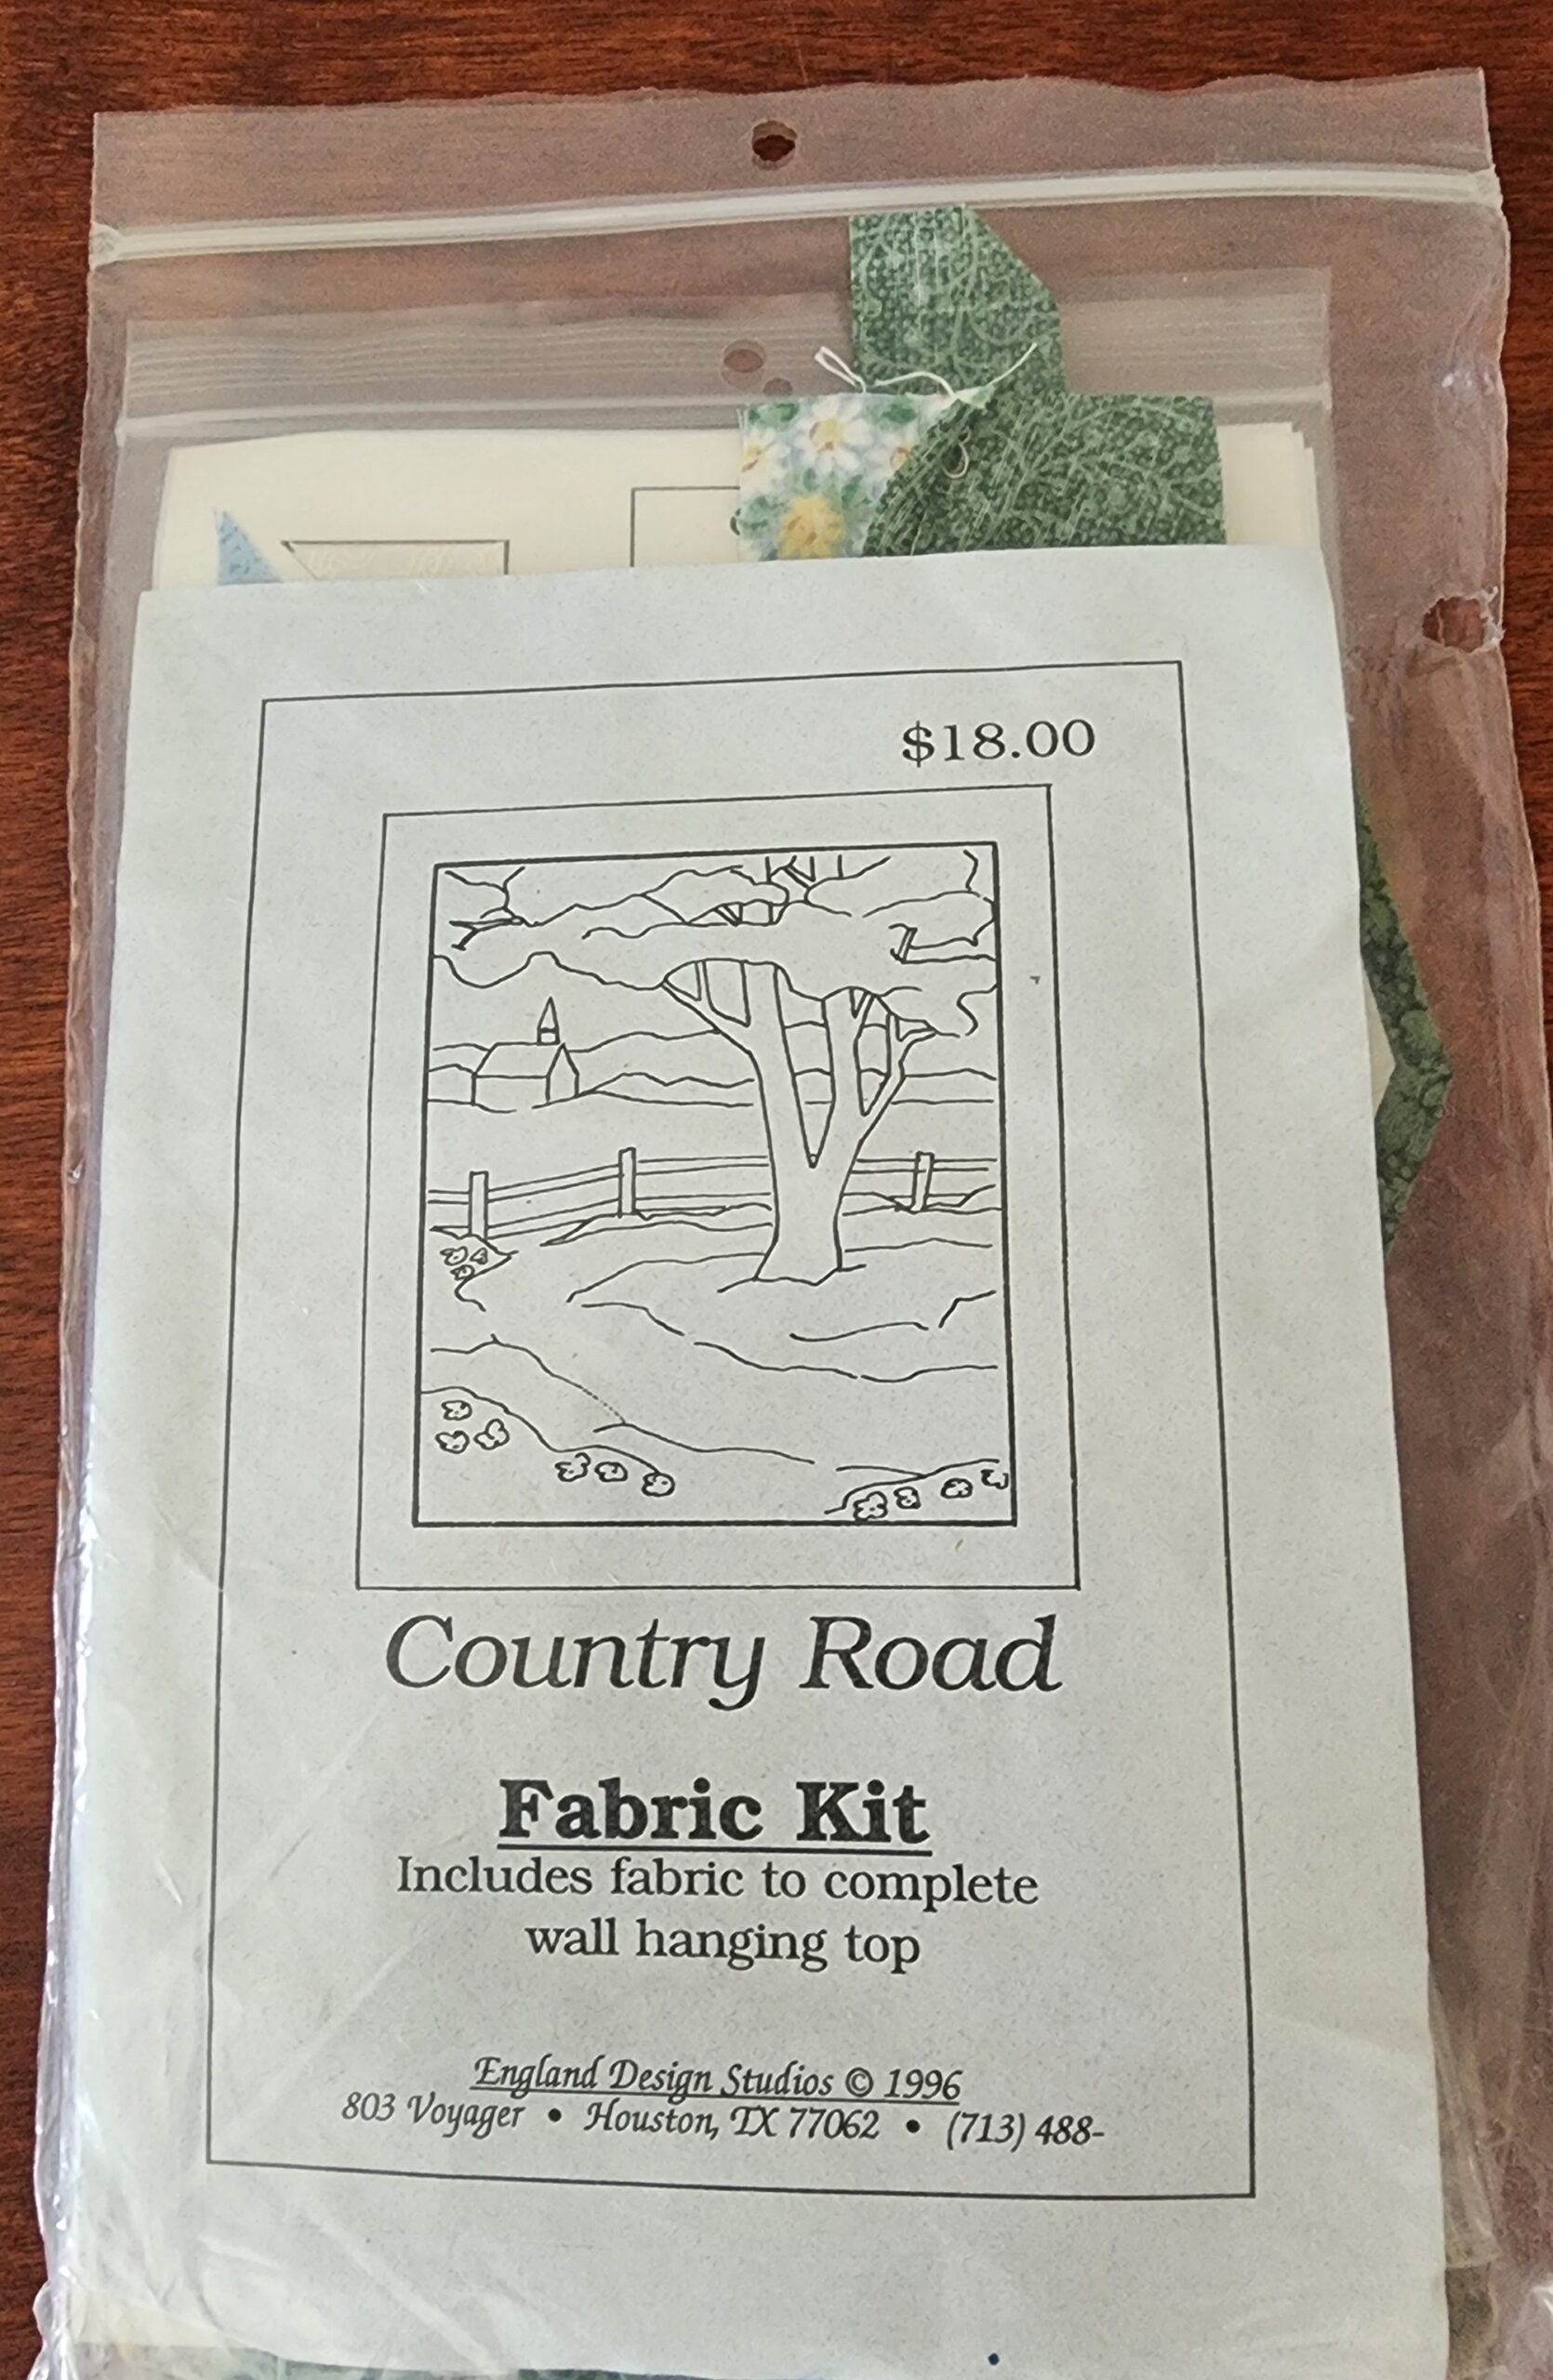 $18.00
Country Road
Fabric Kit
Includes fabric to complete
wall hanging top
England Design Studios © 1996
803 Voyager • Houston, TX 77062 • (713) 488-